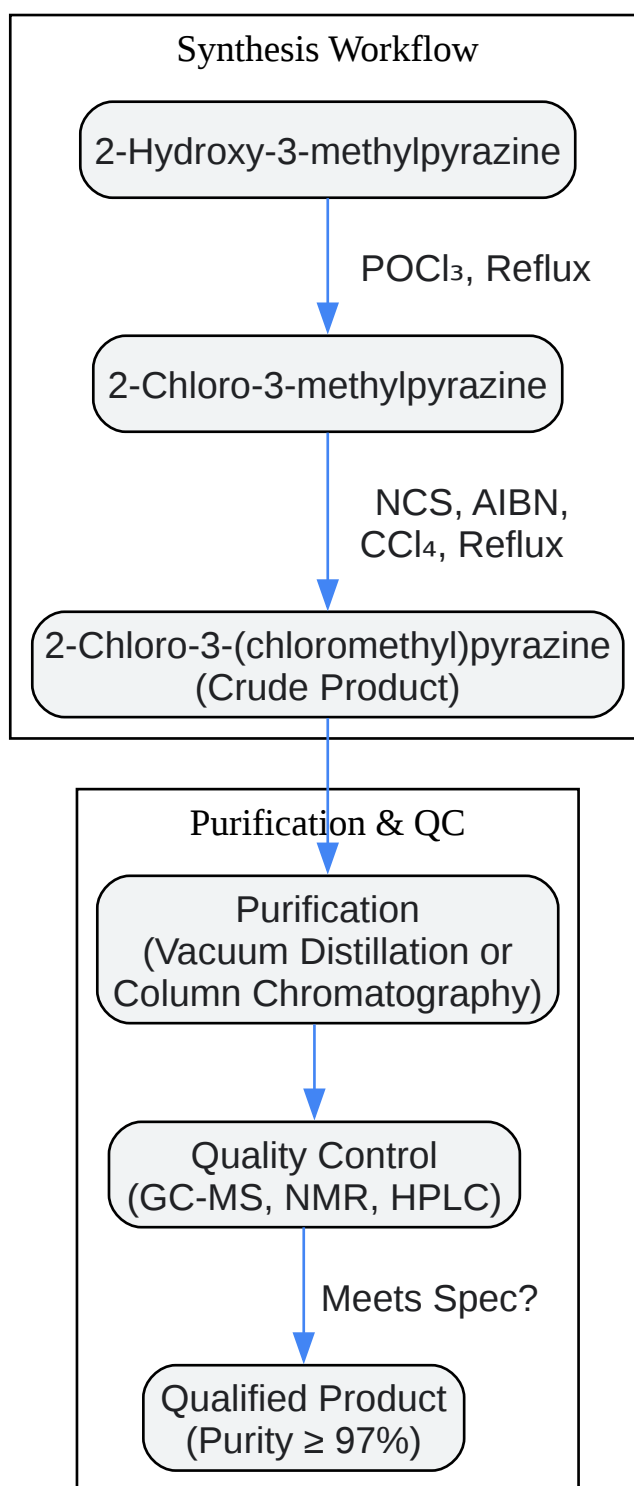 Synthesis Workflow
2-Hydroxy-3-methylpyrazine
POCl₃, Reflux
2-Chloro-3-methylpyrazine
NCS, AIBN,
CCl₄, Reflux
2-Chloro-3-(chloromethyl)pyrazine
(Crude Product)
Purification & QC
Purification
(Vacuum Distillation or
Column Chromatography)
Quality Control
(GC-MS, NMR, HPLC)
Meets Spec?
Qualified Product
(Purity ≥ 97%)